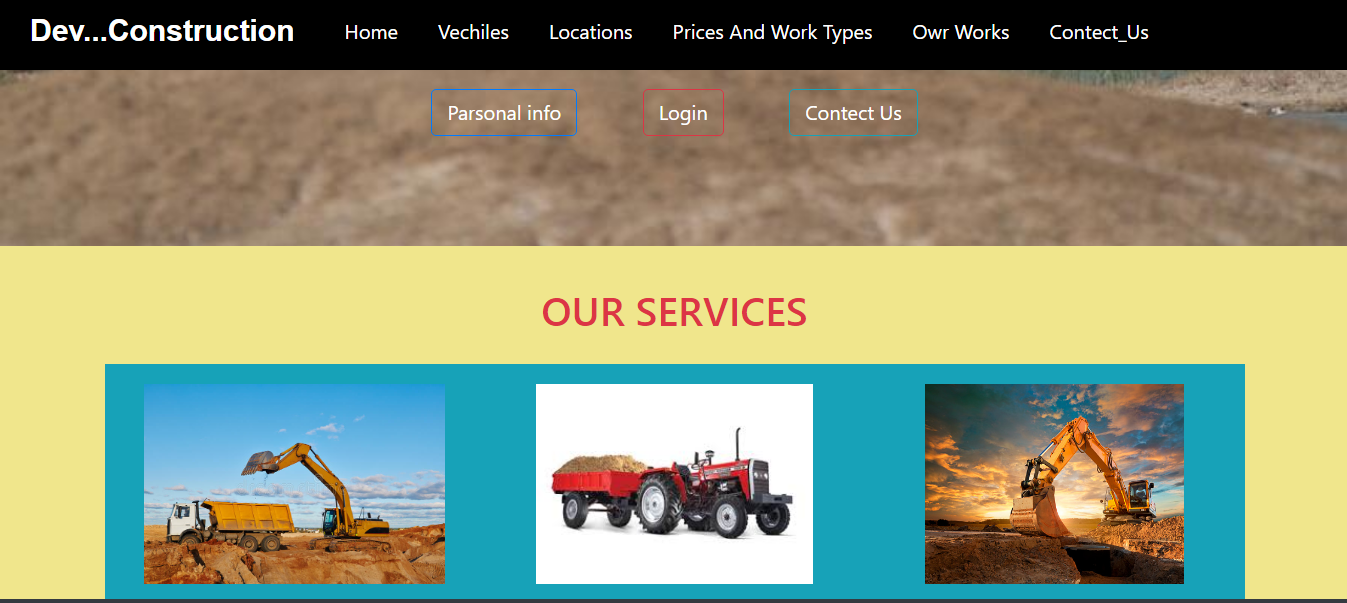 Dev...Construction Home Vechiles Locations Prices And Work Types Owr Works Contect_Us
Parsonal info Login Contect Us
OUR SERVICES